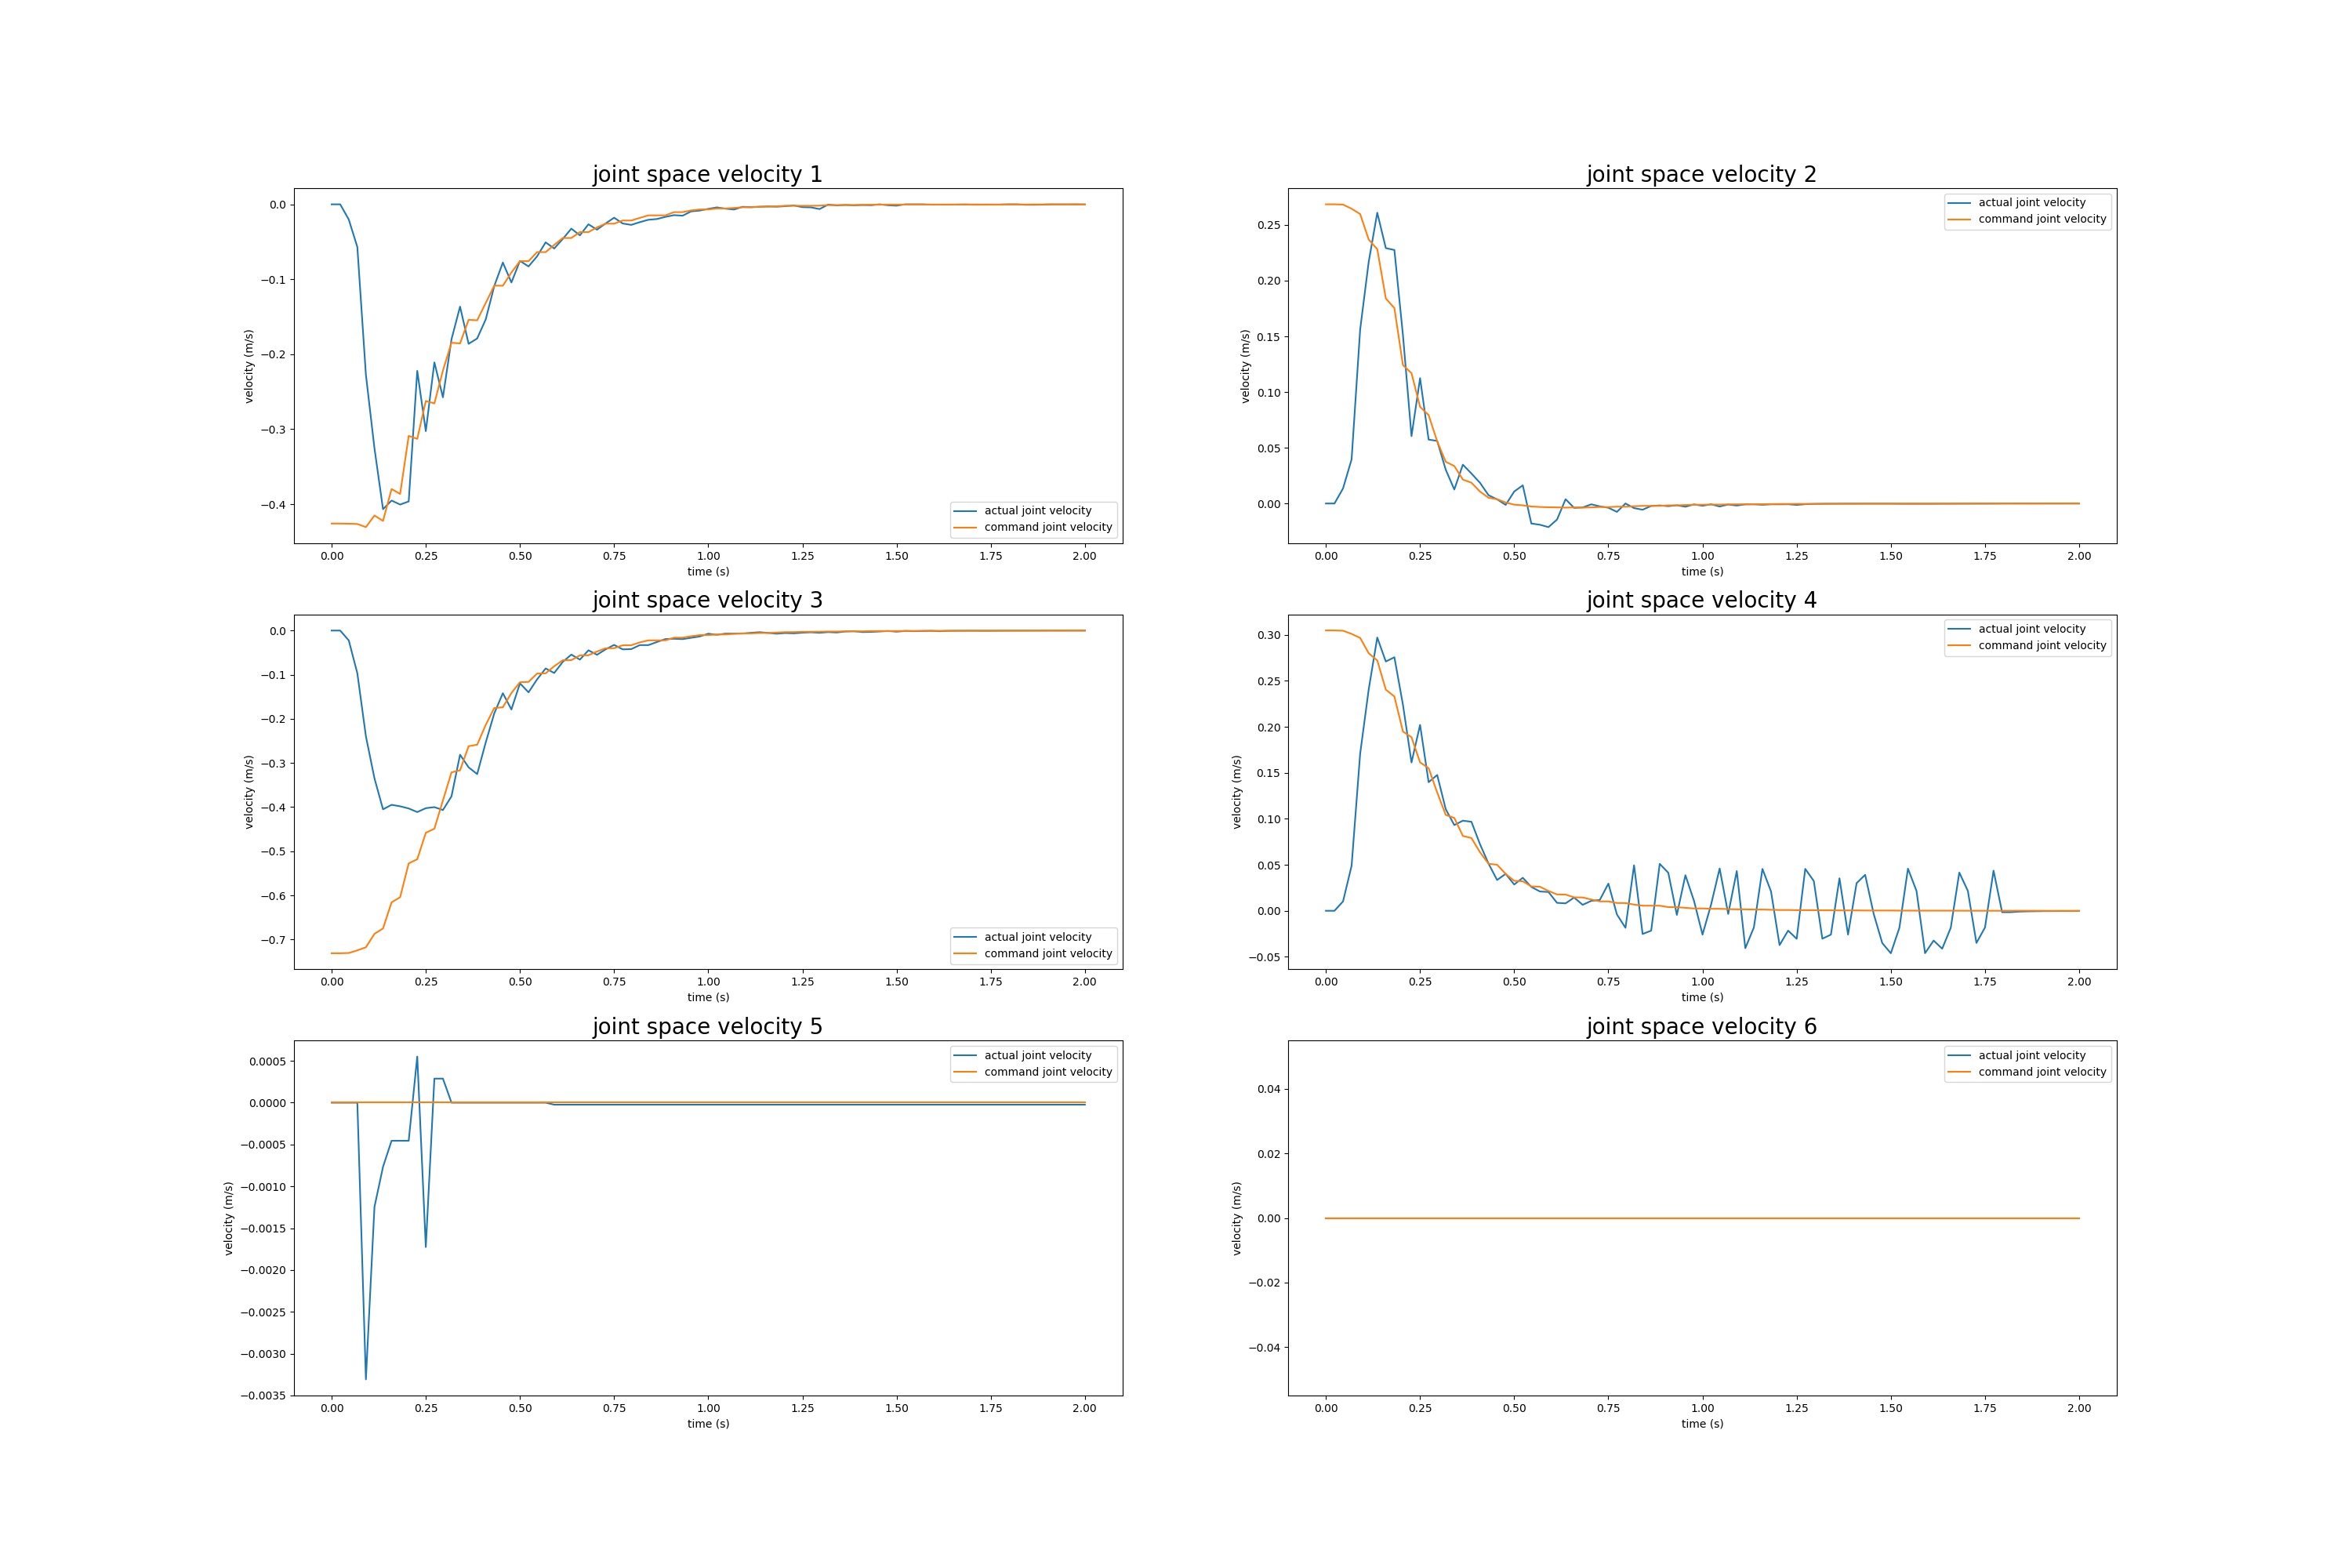 joint space velocity 1
0.0
−0.1
−0.2
−0.3
−0.4
velocity (m/s)
actual joint velocity
command joint velocity
0.00 0.25 0.50 0.75 1.00 1.25 1.50 1.75 2.00
time (s)
joint space velocity 2
0.25
0.20
0.15
0.10
0.05
0.00
velocity (m/s)
actual joint velocity
command joint velocity
0.00 0.25 0.50 0.75 1.00 1.25 1.50 1.75 2.00
time (s)
joint space velocity 3
0.0
−0.1
−0.2
−0.3
−0.4
−0.5
−0.6
−0.7
velocity (m/s)
actual joint velocity
command joint velocity
0.00 0.25 0.50 0.75 1.00 1.25 1.50 1.75 2.00
time (s)
joint space velocity 4
0.30
0.25
0.20
0.15
0.10
0.05
0.00
−0.05
velocity (m/s)
actual joint velocity
command joint velocity
0.00 0.25 0.50 0.75 1.00 1.25 1.50 1.75 2.00
time (s)
joint space velocity 5
0.0005
0.0000
−0.0005
−0.0010
−0.0015
−0.0020
−0.0025
−0.0030
−0.0035
velocity (m/s)
actual joint velocity
command joint velocity
0.00 0.25 0.50 0.75 1.00 1.25 1.50 1.75 2.00
time (s)
joint space velocity 6
0.04
0.02
0.00
−0.02
−0.04
velocity (m/s)
actual joint velocity
command joint velocity
0.00 0.25 0.50 0.75 1.00 1.25 1.50 1.75 2.00
time (s)